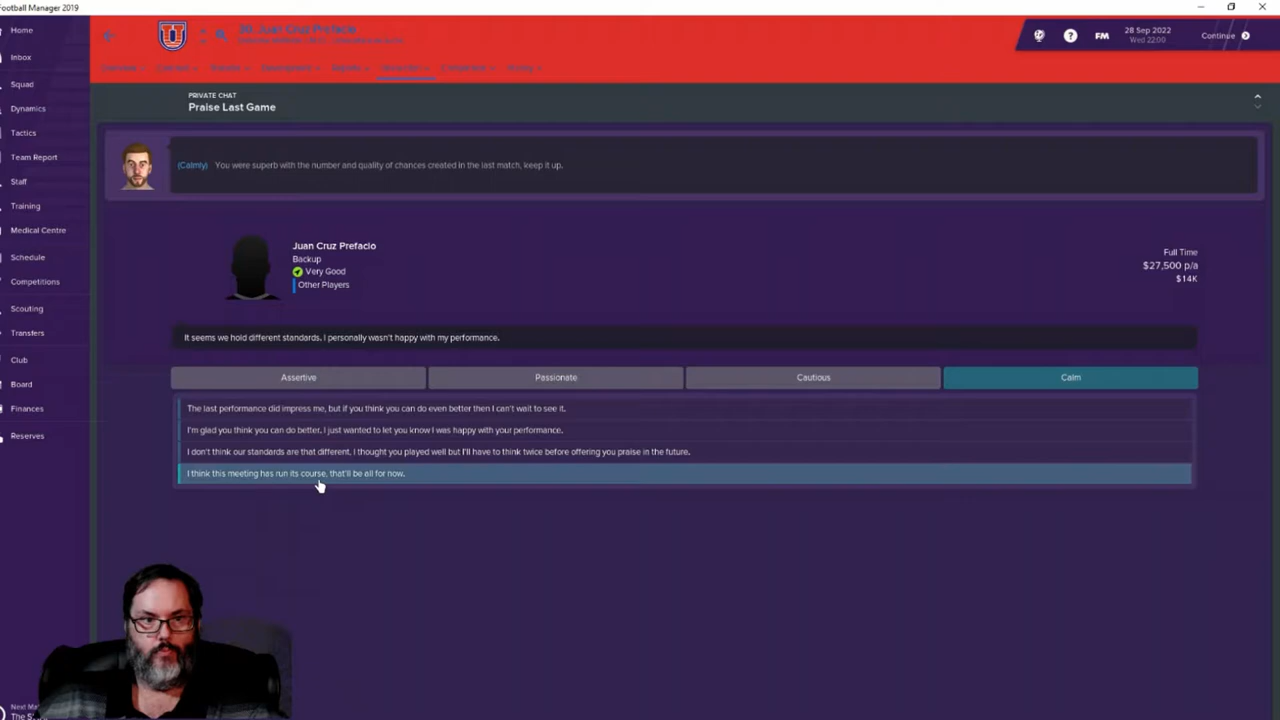 Football Manager 2019
Home
Inbox
Squad
Dynamics
Tactics
Team Report
Staff
Training
Medical Centre
Schedule
Competitions
Scouting
Transfers
Club
Board
Finances
Reserves
Next
30. Juan Cruz Prefacio
28 Sep 2022
Wed 22:00
FM
Continue
PRIVATE CHAT
Praise Last Game
(Calmly) You were superb with the number and quality of chances created in the last match, keep it up.
Juan Cruz Prefacio
Backup
Very Good
Other Players
Full Time
$27,500 p/a
$14K
It seems we hold different standards, I personally wasn't happy with my performance.
Assertive
Passionate
Cautious
Calm
The last performance did impress me, but if you think you can do even better then I can't wait to see it.
I'm glad you think you can do better, I just wanted to let you know I was happy with your performance.
I don't think our standards are that different, I thought you played well but I'll have to think twice before offering you praise in the future.
I think this meeting has run its course, that'll be all for now.